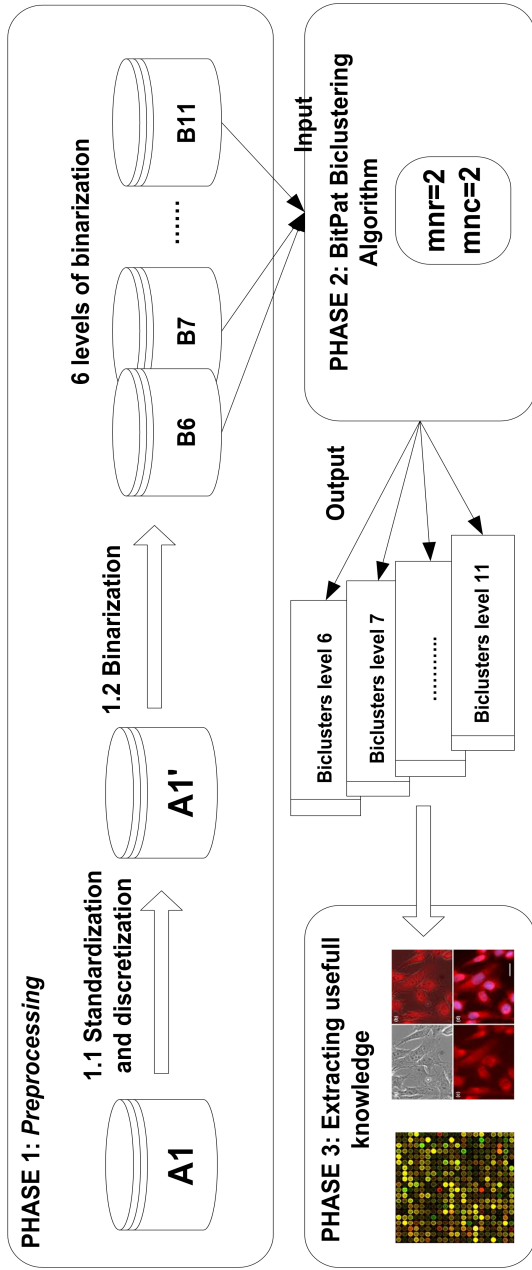 PHASE 1: Preprocessing
A1
1.1 Standardization
and discretization
A1'
1.2 Binarization
6 levels of binarization
B6
B7
......
B11
Input
PHASE 2: BitPat Biclustering
Algorithm
mnr=2
mnc=2
Output
Biclusters level 6
Biclusters level 7
...........
Biclusters level 11
PHASE 3: Extracting usefull
knowledge
(b)
(c)
(d)